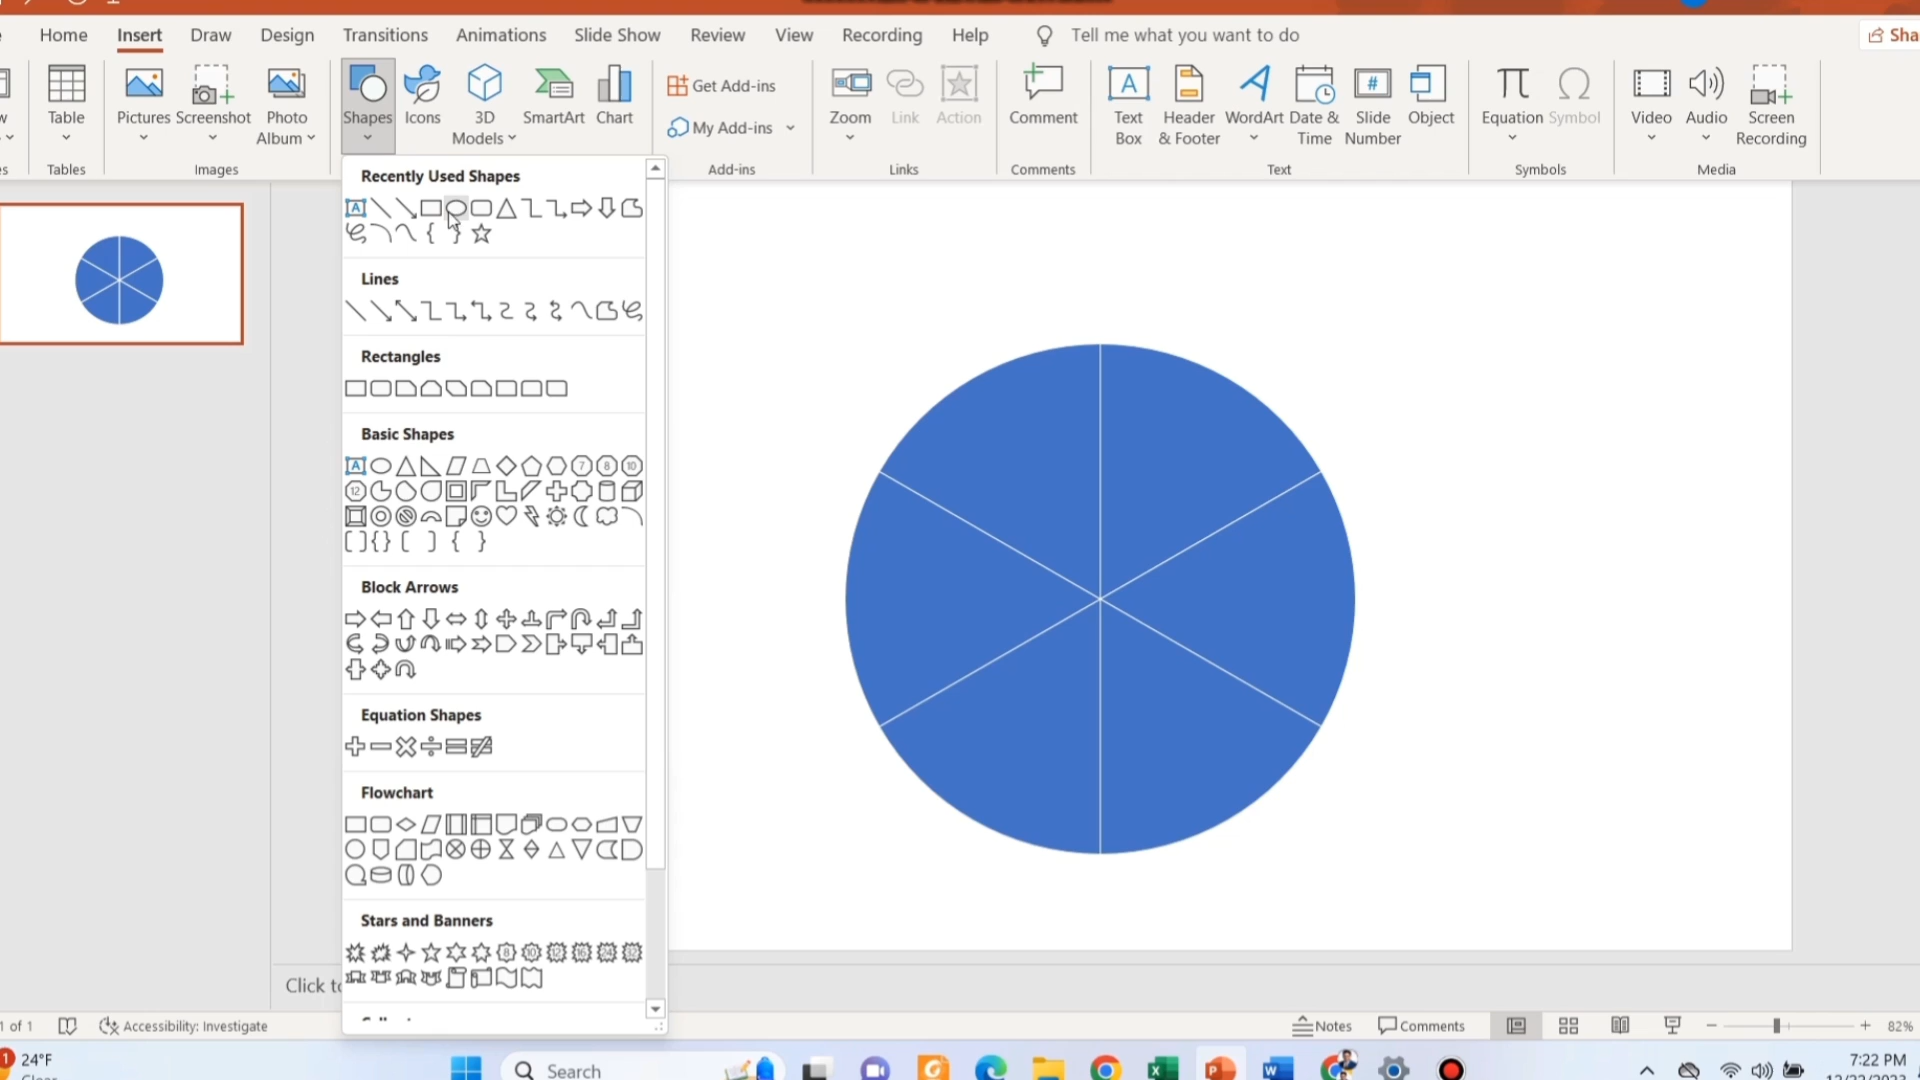 Home Insert Draw Design Transitions Animations Slide Show Review View Recording Help Tell me what you want to do
Table
Pictures
Screenshot
Photo
Album
Shapes
Icons
3D
Models
SmartArt
Chart
Get Add-ins
My Add-ins
Zoom
Link
Action
Comment
Text
Box
Header
& Footer
WordArt
Date &
Time
Slide
Number
Object
Equation
Symbol
Video
Audio
Screen
Recording
Tables Images Add-ins Links Comments Text Symbols Media
Recently Used Shapes
Lines
Rectangles
Basic Shapes
Block Arrows
Equation Shapes
Flowchart
Stars and Banners
1 of 1 Accessibility: Investigate
Notes Comments 82%
24°F
Search
7:22 PM